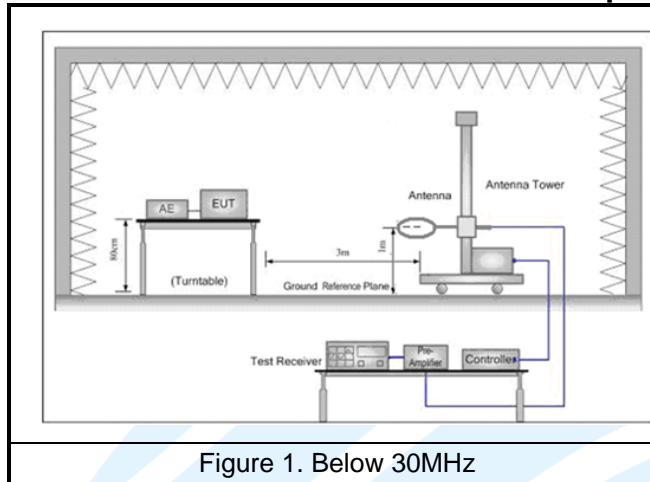 AE
EUT
80cm
(Turntable)
3m
1m
Ground Reference Plane
Antenna
Antenna Tower
Test Receiver
Pre-
Amplifier
Controller
Figure 1. Below 30MHz